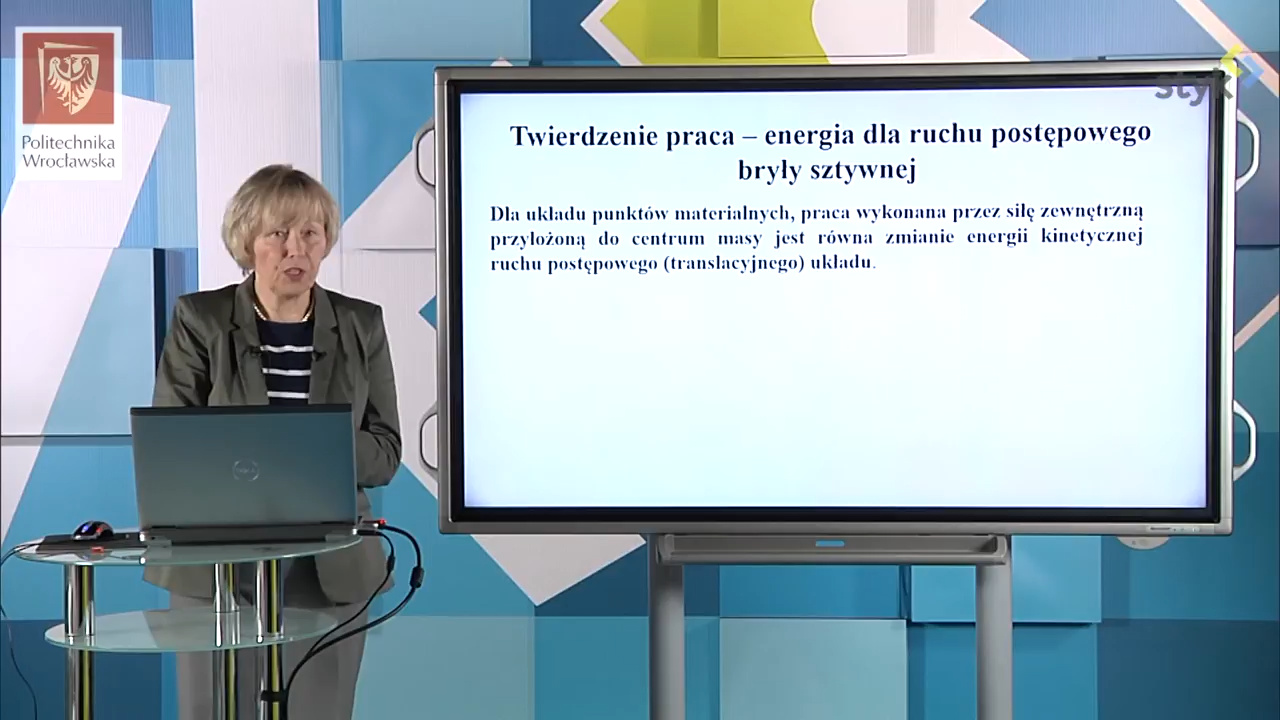 Politechnika
Wrocławska
styk
Twierdzenie praca – energia dla ruchu postępowego
bryły sztywnej
Dla układu punktów materialnych, praca wykonana przez siłę zewnętrzną
przyłożoną do centrum masy jest równa zmianie energii kinetycznej
ruchu postępowego (translacyjnego) układu.